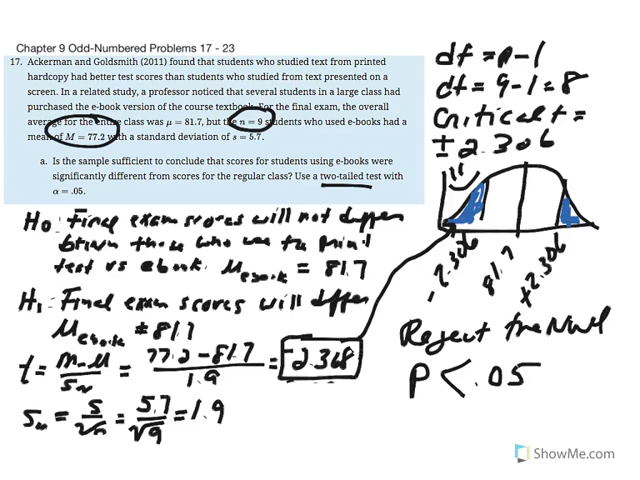 Chapter 9 Odd-Numbered Problems 17 - 23
17. Ackerman and Goldsmith (2011) found that students who studied text from printed
hardcopy had better test scores than students who studied from text presented on a
screen. In a related study, a professor noticed that several students in a large class had
purchased the e-book version of the course textbook. For the final exam, the overall
average for the entire class was μ = 81.7, but the n = 9 students who used e-books had a
mean of M = 77.2 with a standard deviation of s = 5.7.
a. Is the sample sufficient to conclude that scores for students using e-books were
significantly different from scores for the regular class? Use a two-tailed test with
α = .05.
H0: Final exam scores will not differ
those who use the print
test vs ebook. M ebook = 81.7
H1: Final exam scores will differ
M ebook ≠ 81.7
t = M-M / SM = 77.2-81.7 / 1.9 = -2.368
SM = S / √n = 5.7 / √9 = 1.9
df = n-1
df = 9-1 = 8
Critical t =
± 2.306
-2.306 81.7 +2.306
Reject the Null
P < .05
ShowMe.com